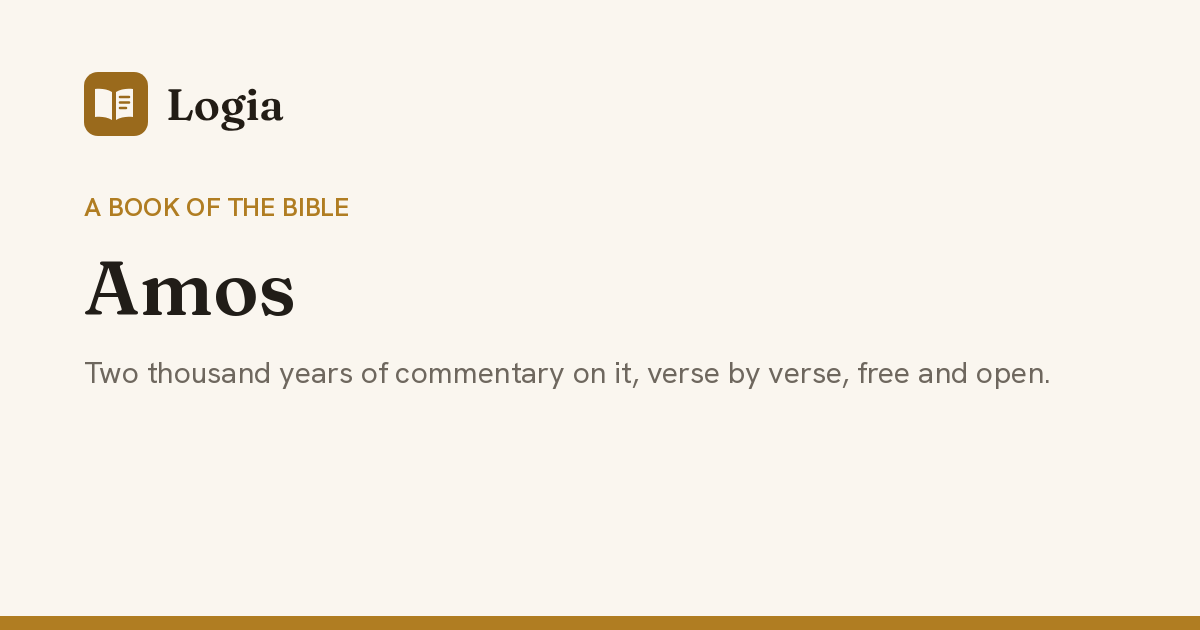 Logia
A BOOK OF THE BIBLE
Amos
Two thousand years of commentary on it, verse by verse, free and open.